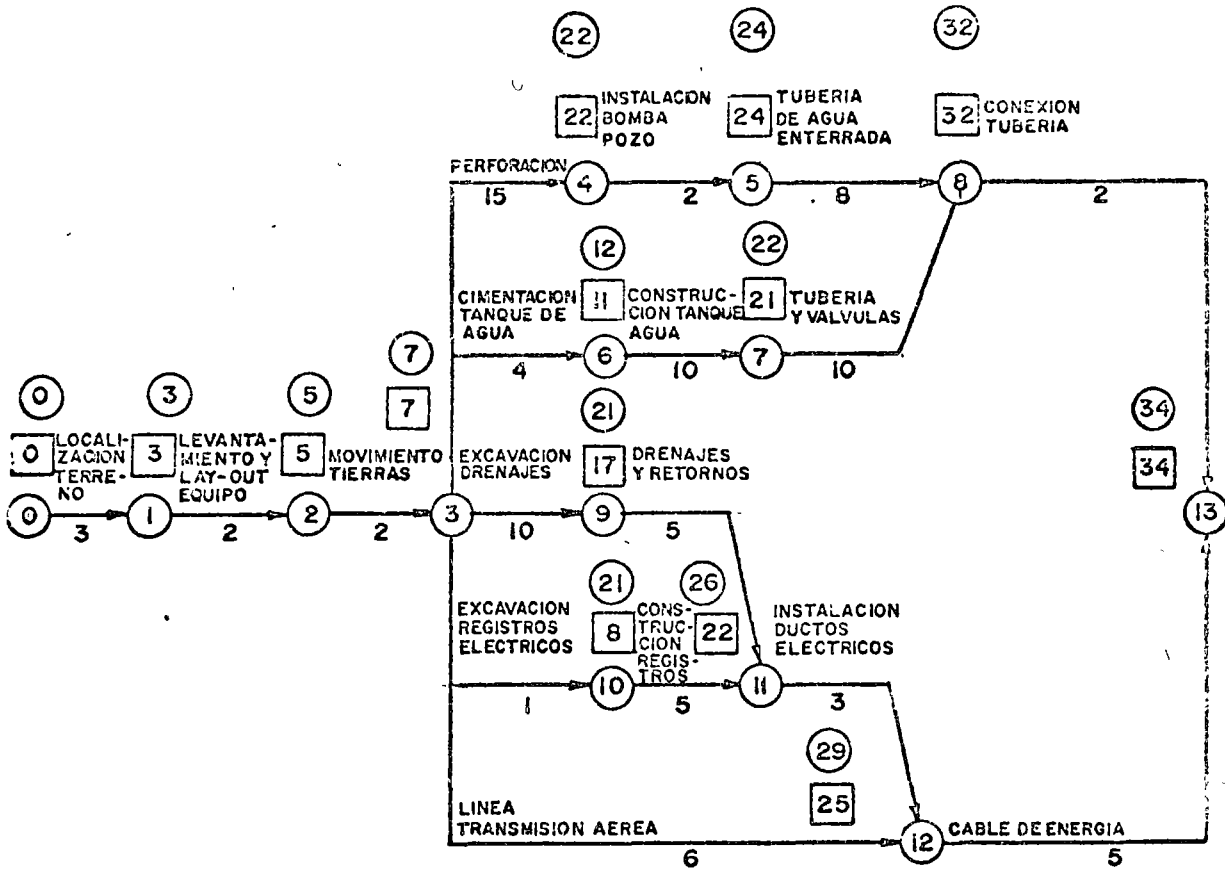 22
24
32
22
INSTALACION
BOMBA
POZO
24
TUBERIA
DE AGUA
ENTERRADA
32
CONEXION
TUBERIA
PERFORACION
15
4
2
5
8
8
2
12
22
CIMENTACION
TANQUE DE
AGUA
11
CONSTRUC-
CION TANQUE
AGUA
21
TUBERIA
Y VALVULAS
4
6
10
7
10
7
7
0
3
5
0
LOCALI-
ZACION
TERRE-
NO
3
LEVANTA-
MIENTO Y
LAY-OUT
EQUIPO
5
MOVIMIENTO
TIERRAS
21
EXCAVACION
DRENAJES
17
DRENAJES
Y RETORNOS
34
34
0
3
1
2
2
2
3
10
9
5
13
21
26
EXCAVACION
REGISTROS
ELECTRICOS
8
CONS-
TRUC-
CION
REGIS-
TROS
22
INSTALACION
DUCTOS
ELECTRICOS
1
10
5
11
3
29
25
LINEA
TRANSMISION AEREA
6
12
CABLE DE ENERGIA
5